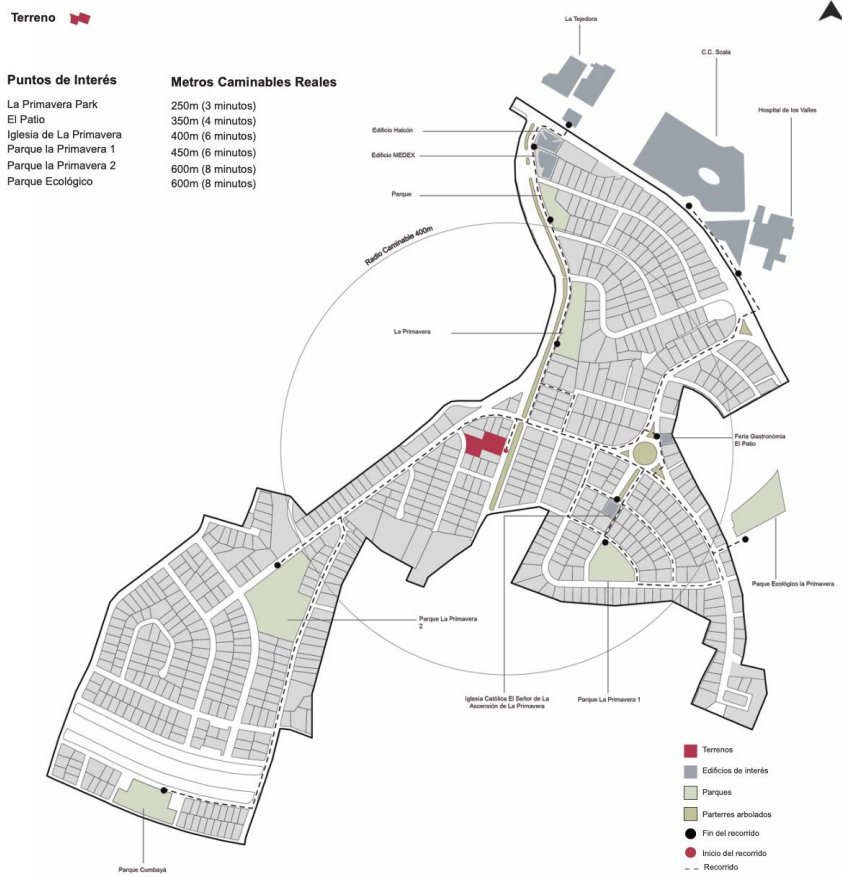 Terreno
Puntos de Interés Metros Caminables Reales
La Primavera Park 250m (3 minutos)
El Patio 350m (4 minutos)
Iglesia de La Primavera 400m (6 minutos)
Parque la Primavera 1 450m (6 minutos)
Parque la Primavera 2 600m (8 minutos)
Parque Ecológico 600m (8 minutos)
La Tejedora
C.C. Scala
Hospital de los Valles
Edificio Halcón
Edificio MEDEX
Parque
Radio Caminable 400m
La Primavera
Feria Gastronómia
El Patio
Paque Ecológico la Primavera
Parque La Primavera
2
Iglesia Católica El Señor de La
Ascensión de La Primavera
Parque La Primavera 1
Parque Cumbayá
Terrenos
Edificios de interés
Parques
Parterres arbolados
Fin del recorrido
Inicio del recorrido
Recorrido